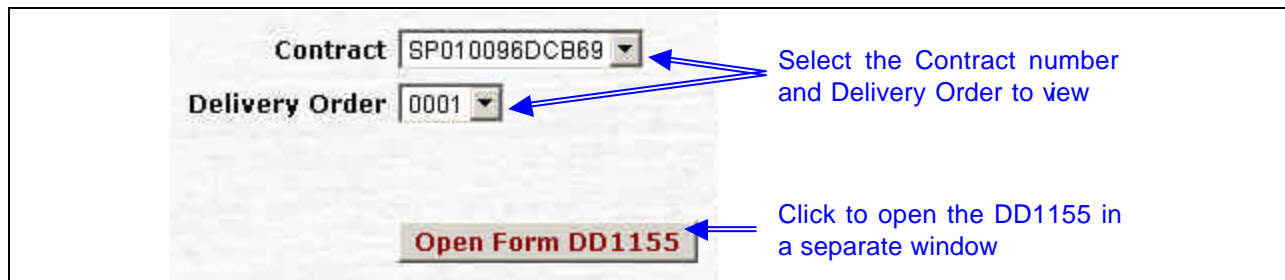 Contract SP010096DCB69
Select the Contract number
and Delivery Order to view
Delivery Order 0001
Click to open the DD1155 in
a separate window
Open Form DD1155